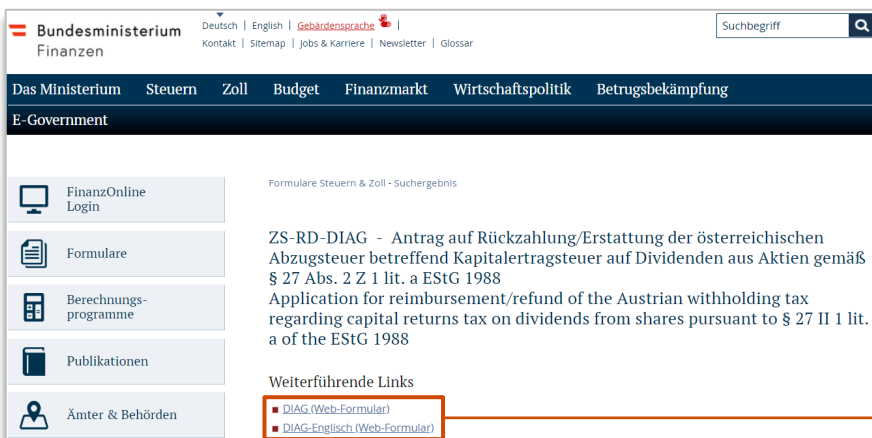 Bundesministerium
Finanzen
Deutsch | English | Gebärdensprache |
Kontakt | Sitemap | Jobs & Karriere | Newsletter | Glossar
Suchbegriff
Das Ministerium Steuern Zoll Budget Finanzmarkt Wirtschaftspolitik Betrugsbekämpfung
E-Government
FinanzOnline
Login
Formulare
Berechnungs-
programme
Publikationen
Ämter & Behörden
Formulare Steuern & Zoll - Suchergebnis
ZS-RD-DIAG - Antrag auf Rückzahlung/Erstattung der österreichischen
Abzugsteuer betreffend Kapitalertragsteuer auf Dividenden aus Aktien gemäß
§ 27 Abs. 2 Z 1 lit. a EStG 1988
Application for reimbursement/refund of the Austrian withholding tax
regarding capital returns tax on dividends from shares pursuant to § 27 II 1 lit.
a of the EStG 1988
Weiterführende Links
DIAG (Web-Formular)
DIAG-Englisch (Web-Formular)